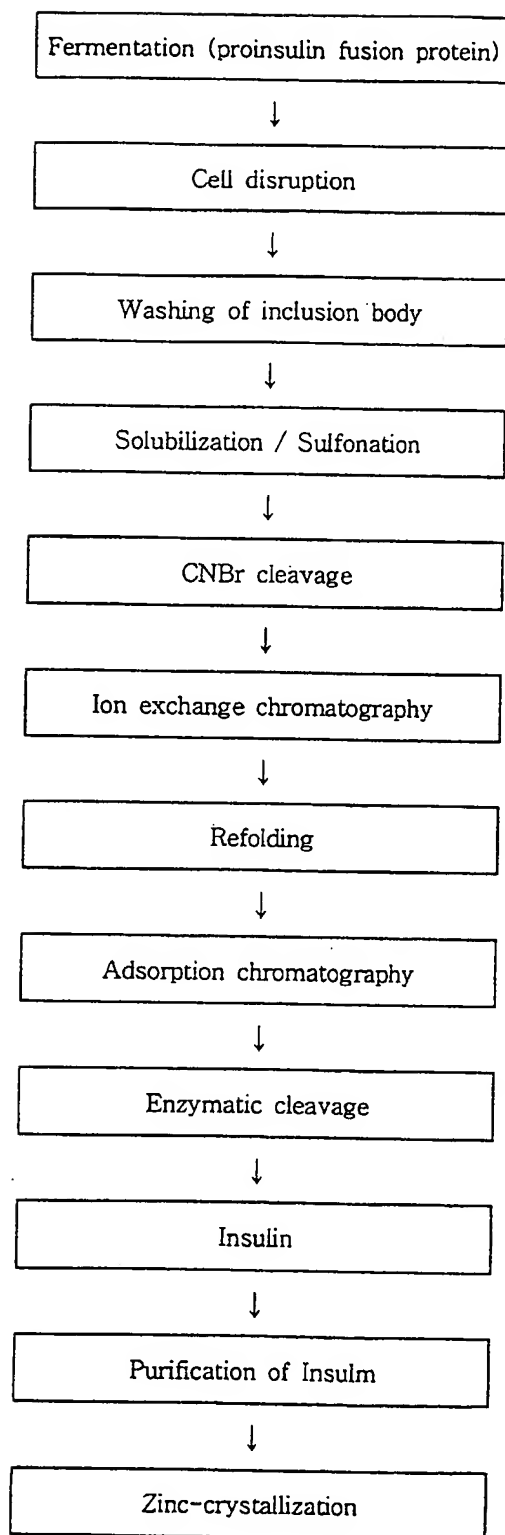 Fermentation (proinsulin fusion protein)
↓
Cell disruption
↓
Washing of inclusion body
↓
Solubilization / Sulfonation
↓
CNBr cleavage
↓
Ion exchange chromatography
↓
Refolding
↓
Adsorption chromatography
↓
Enzymatic cleavage
↓
Insulin
↓
Purification of Insulm
↓
Zinc-crystallization